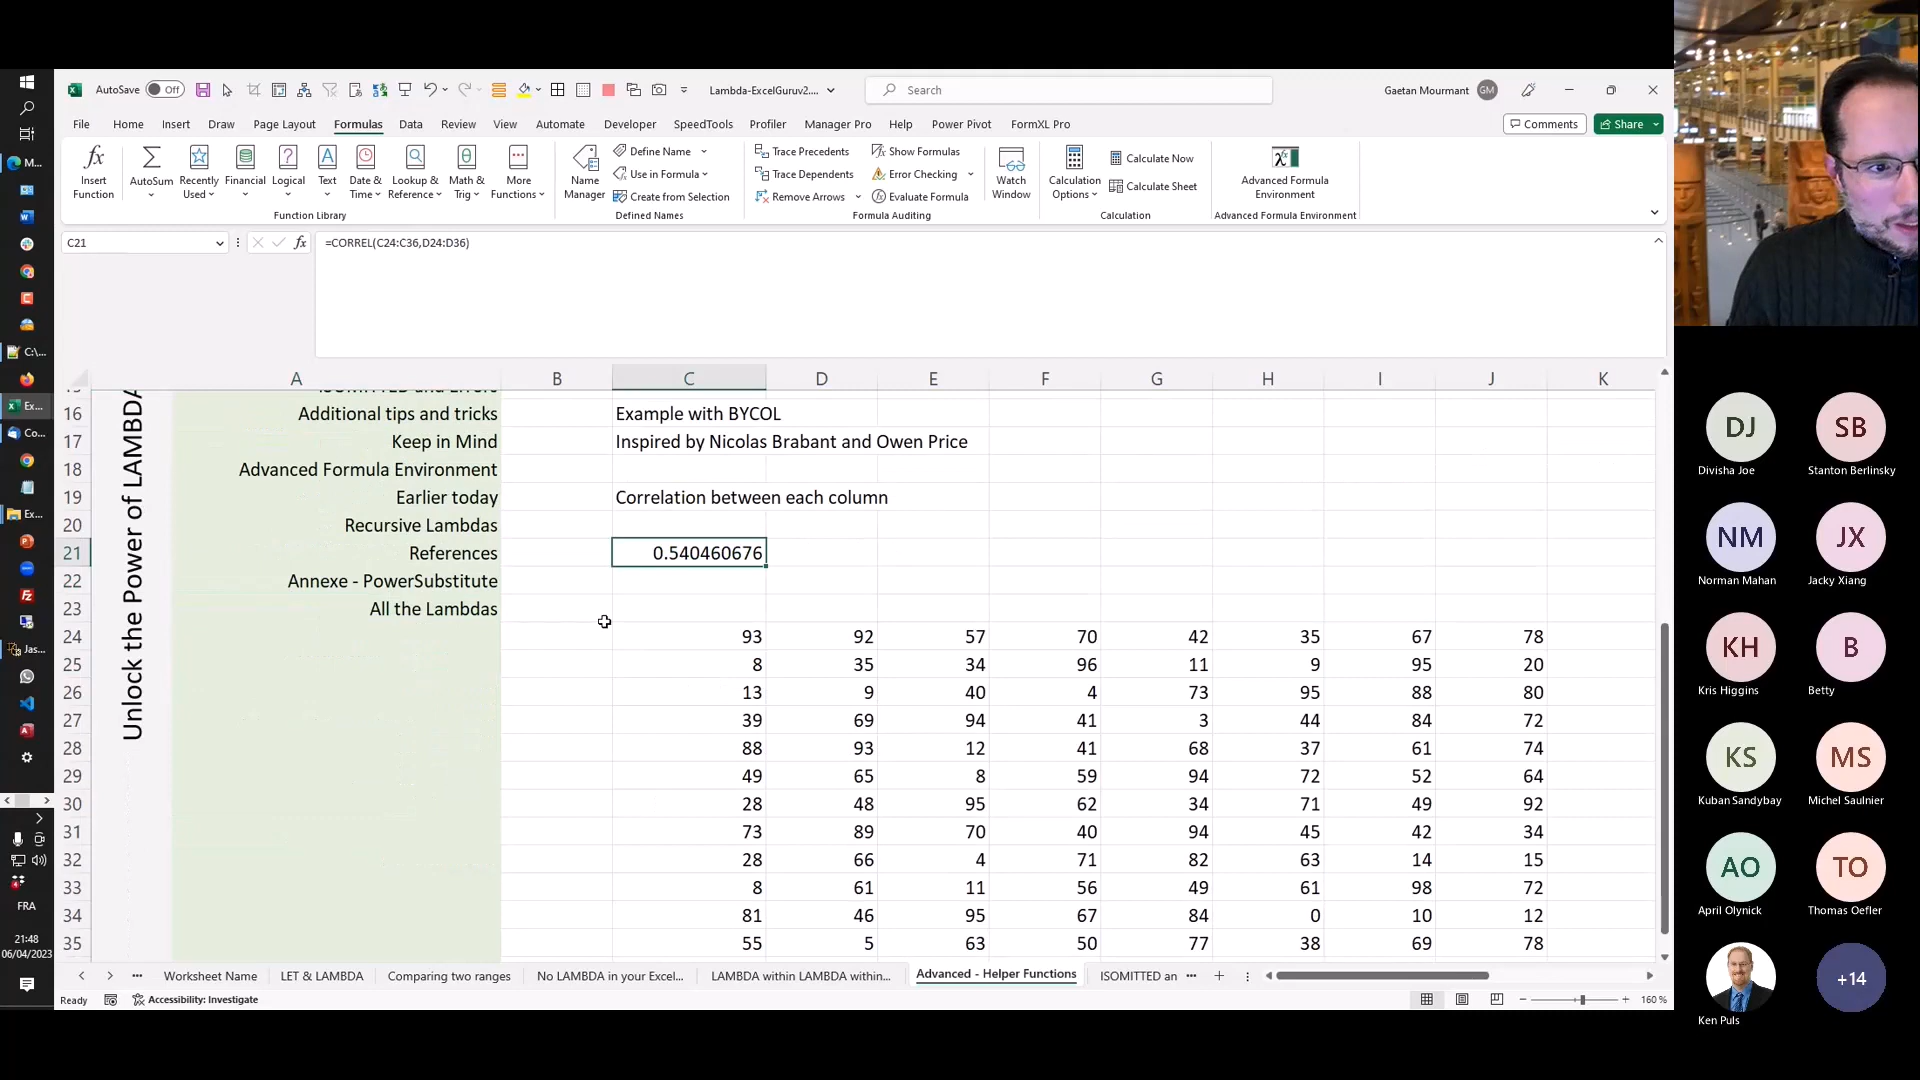 AutoSave Off Lambda-ExcelGuruv2.... Search Gaetan Mourmant GM
File Home Insert Draw Page Layout Formulas Data Review View Automate Developer SpeedTools Profiler Manager Pro Help Power Pivot FormXL Pro Comments Share
Insert Function
AutoSum
Recently Used
Financial
Logical
Text
Date & Time
Lookup & Reference
Math & Trig
More Functions
Function Library
Name Manager
Define Name
Use in Formula
Create from Selection
Defined Names
Trace Precedents
Trace Dependents
Remove Arrows
Show Formulas
Error Checking
Evaluate Formula
Formula Auditing
Watch Window
Calculation Options
Calculate Now
Calculate Sheet
Calculation
Advanced Formula Environment
Advanced Formula Environment
C21 fx =CORREL(C24:C36,D24:D36)
A B C D E F G H I J K
Unlock the Power of LAMBDA
ISOMITTED and Errors
16 Additional tips and tricks Example with BYCOL
17 Keep in Mind Inspired by Nicolas Brabant and Owen Price
18 Advanced Formula Environment
19 Earlier today Correlation between each column
20 Recursive Lambdas
21 References 0.540460676
22 Annexe - PowerSubstitute
23 All the Lambdas
24 93 92 57 70 42 35 67 78
25 8 35 34 96 11 9 95 20
26 13 9 40 4 73 95 88 80
27 39 69 94 41 3 44 84 72
28 88 93 12 41 68 37 61 74
29 49 65 8 59 94 72 52 64
30 28 48 95 62 34 71 49 92
31 73 89 70 40 94 45 42 34
32 28 66 4 71 82 63 14 15
33 8 61 11 56 49 61 98 72
34 81 46 95 67 84 0 10 12
35 55 5 63 50 77 38 69 78
... Worksheet Name LET & LAMBDA Comparing two ranges No LAMBDA in your Excel... LAMBDA within LAMBDA within... Advanced - Helper Functions ISOMITTED an ...
Ready Accessibility: Investigate 160 %
M...
C:\...
Ex...
Co...
Ex...
Jas...
FRA
21:48
06/04/2023
DJ
Divisha Joe
SB
Stanton Berlinsky
NM
Norman Mahan
JX
Jacky Xiang
KH
Kris Higgins
B
Betty
KS
Kuban Sandybay
MS
Michel Saulnier
AO
April Olynick
TO
Thomas Oefler
Ken Puls
+14